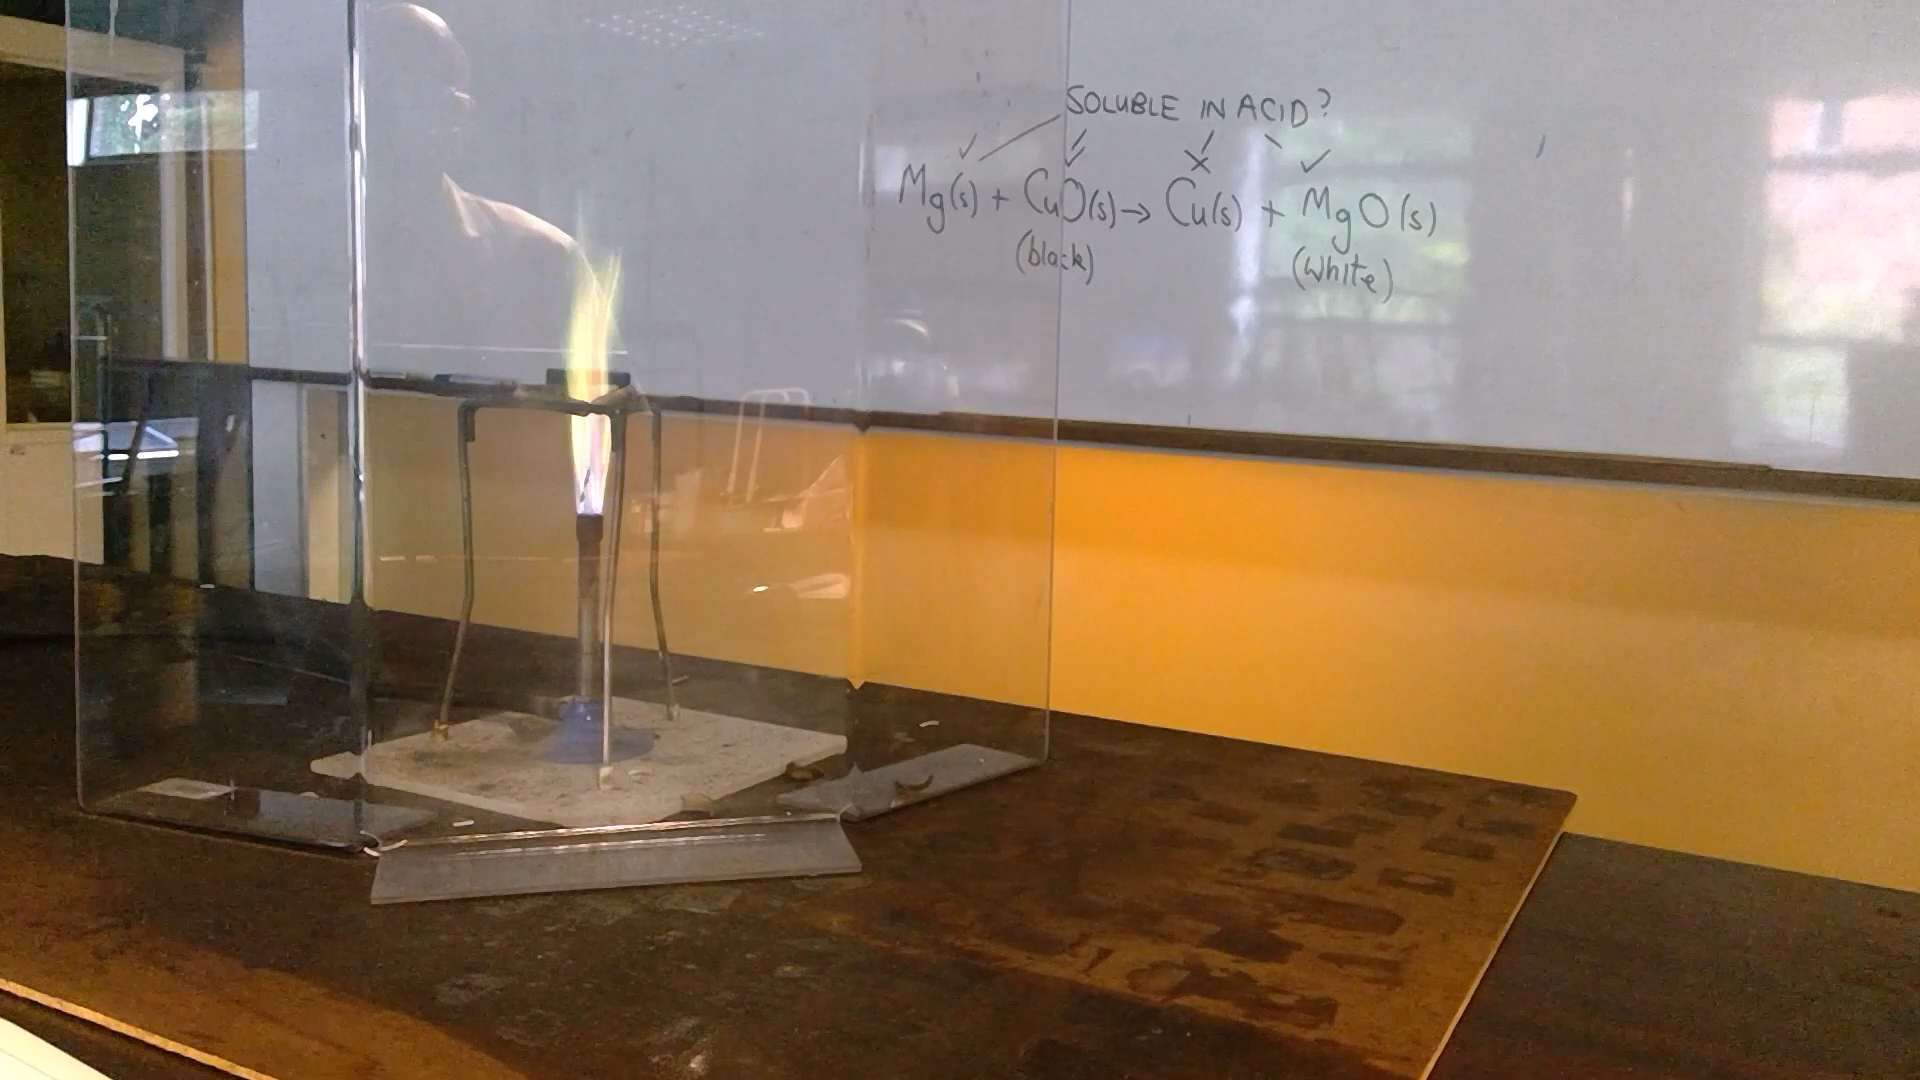 SOLUBLE IN ACID?
✓ ✓ ✗ ✓
Mg(s) + CuO(s) → Cu(s) + MgO(s)
(black) (white)